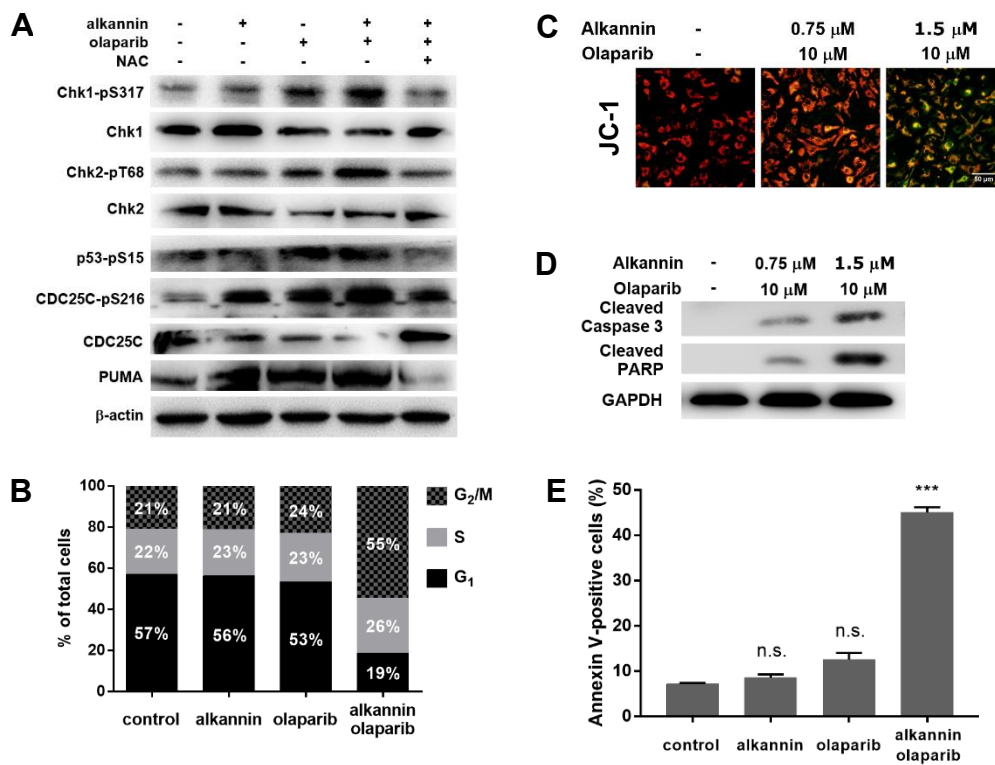 A
alkannin - + - + +
olaparib - - + + +
NAC - - - - +
Chk1-pS317
Chk1
Chk2-pT68
Chk2
p53-pS15
CDC25C-pS216
CDC25C
PUMA
β-actin
B
% of total cells
100
80
60
40
20
0
21% 21% 24% 55%
22% 23% 23% 26%
57% 56% 53% 19%
G2/M
S
G1
control alkannin olaparib alkannin
olaparib
C
Alkannin - 0.75 μM 1.5 μM
Olaparib - 10 μM 10 μM
JC-1
50 μm
D
Alkannin - 0.75 μM 1.5 μM
Olaparib - 10 μM 10 μM
Cleaved
Caspase 3
Cleaved
PARP
GAPDH
E
Annexin V-positive cells (%)
50
40
30
20
10
0
n.s. n.s. ***
control alkannin olaparib alkannin
olaparib